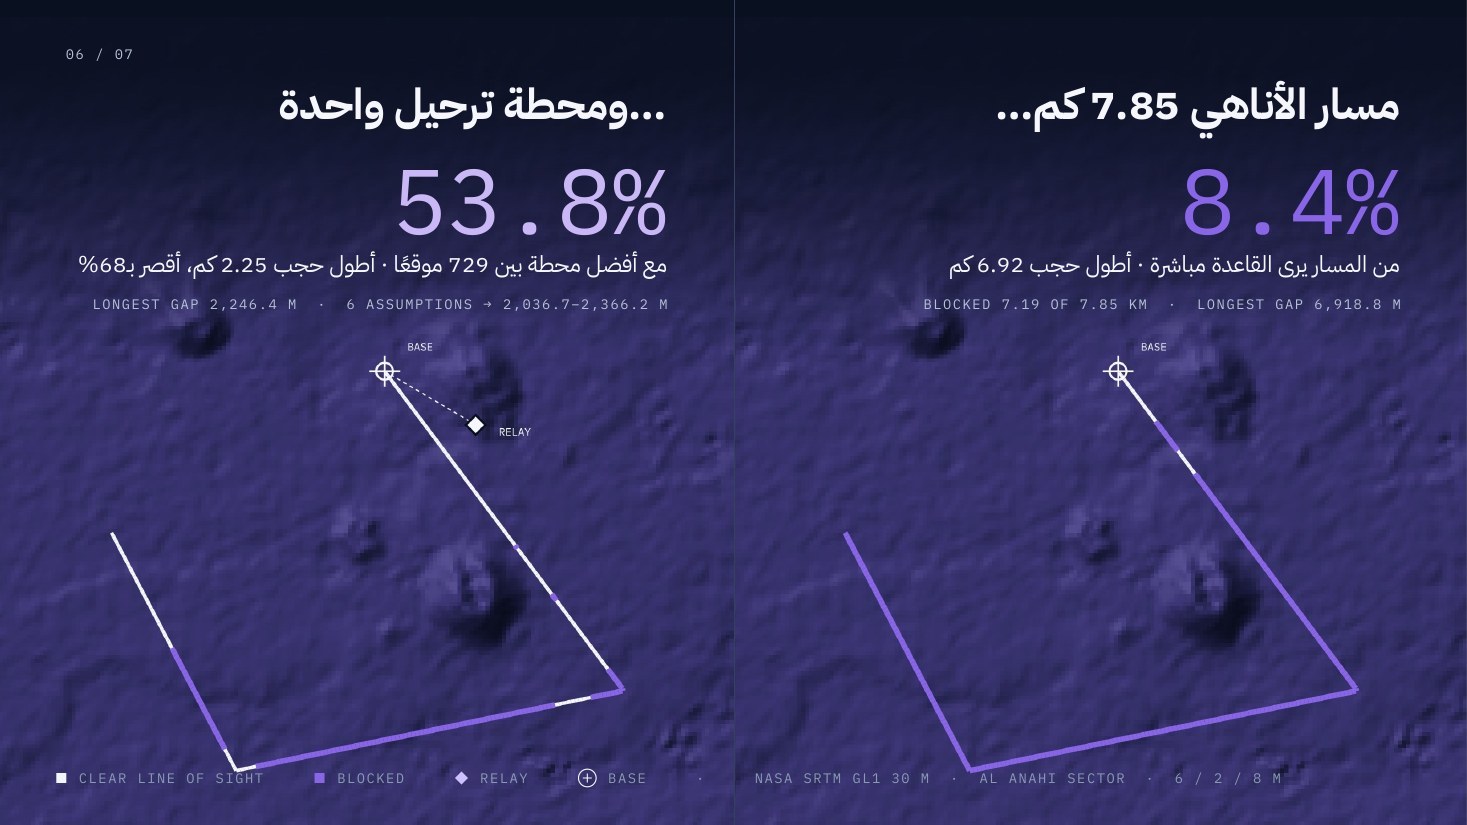 06 / 07
مسار الأناهي 7.85 كم...
8.4%
من المسار يرى القاعدة مباشرة · أطول حجب 6.92 كم
BLOCKED 7.19 OF 7.85 KM · LONGEST GAP 6,918.8 M
BASE
...ومحطة ترحيل واحدة
53.8%
مع أفضل محطة بين 729 موقعًا · أطول حجب 2.25 كم، أقصر بـ68%
LONGEST GAP 2,246.4 M · 6 ASSUMPTIONS → 2,036.7–2,366.2 M
BASE
RELAY
CLEAR LINE OF SIGHT BLOCKED RELAY BASE · NASA SRTM GL1 30 M · AL ANAHI SECTOR · 6 / 2 / 8 M